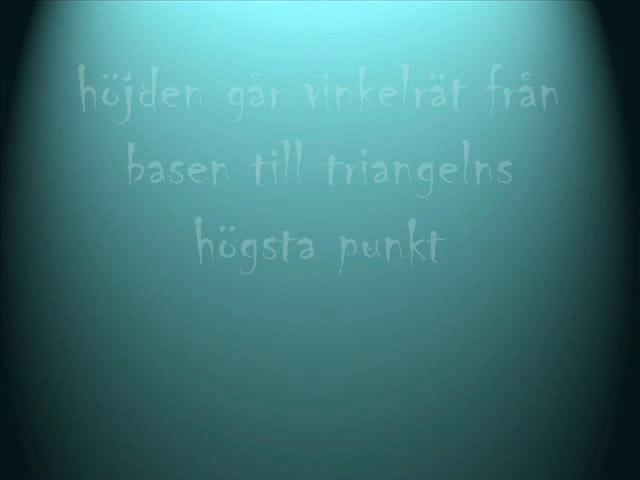 höjden går vinkelrät från
basen till triangelns
högsta punkt